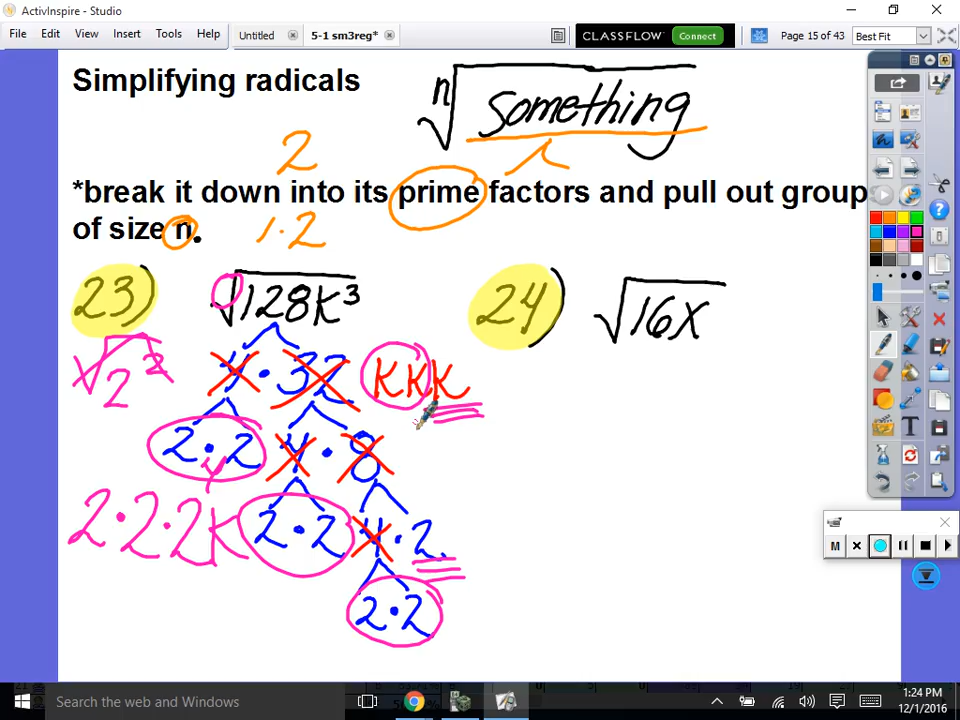 ActivInspire - Studio
File Edit View Insert Tools Help Untitled 5-1 sm3reg* CLASSFLOW Connect Page 15 of 43 Best Fit
Simplifying radicals
n√something
2
*break it down into its prime factors and pull out group
of size n.
1·2
23) √128K³ 24) √16X
√2²
4·32 KKK
2·2 4·8
2·2·2K 2·2 4·2
2·2
M
Search the web and Windows
1:24 PM
12/1/2016